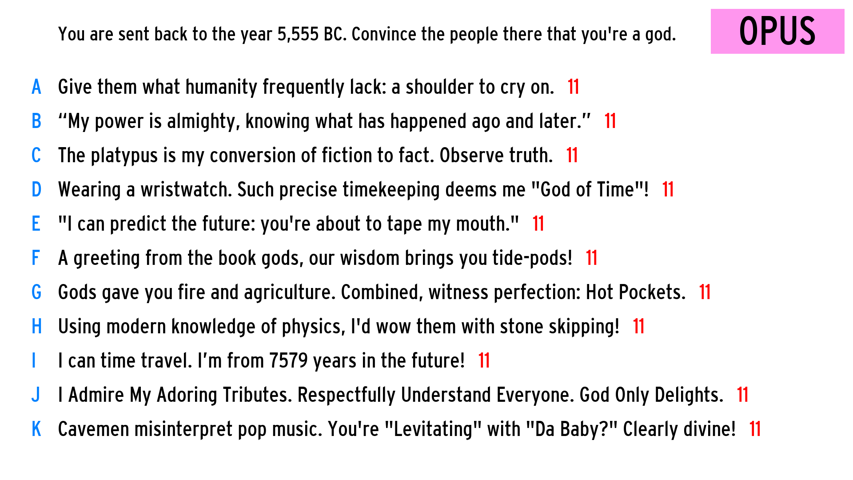 You are sent back to the year 5,555 BC. Convince the people there that you're a god.
OPUS
A Give them what humanity frequently lack: a shoulder to cry on. 11
B “My power is almighty, knowing what has happened ago and later.” 11
C The platypus is my conversion of fiction to fact. Observe truth. 11
D Wearing a wristwatch. Such precise timekeeping deems me "God of Time"! 11
E "I can predict the future: you're about to tape my mouth." 11
F A greeting from the book gods, our wisdom brings you tide-pods! 11
G Gods gave you fire and agriculture. Combined, witness perfection: Hot Pockets. 11
H Using modern knowledge of physics, I'd wow them with stone skipping! 11
I I can time travel. I’m from 7579 years in the future! 11
J I Admire My Adoring Tributes. Respectfully Understand Everyone. God Only Delights. 11
K Cavemen misinterpret pop music. You're "Levitating" with "Da Baby?" Clearly divine! 11